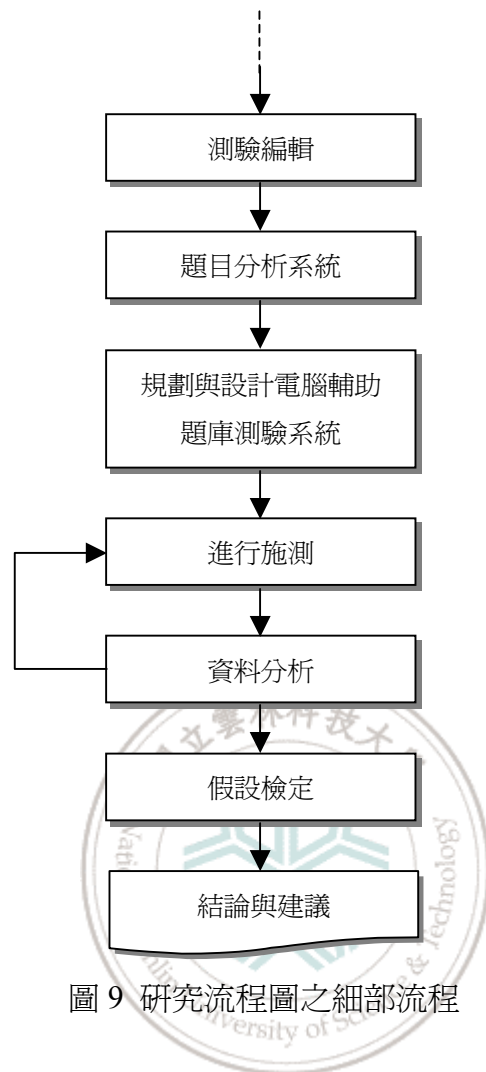 測驗編輯
題目分析系統
規劃與設計電腦輔助
題庫測驗系統
進行施測
資料分析
假設檢定
結論與建議
圖 9 研究流程圖之細部流程